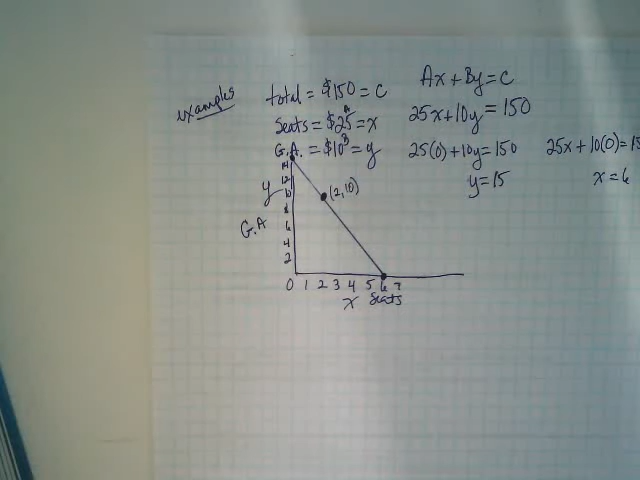 examples
total = $150 = C
Seats = $25 = x
A
G.A. = $10 = y
B
Ax + By = C
25x + 10y = 150
25(0) + 10y = 150
y = 15
25x + 10(0) = 15
x = 6
14
12
10
8
6
4
2
y
G.A
(2,10)
0 1 2 3 4 5 6 7
x Seats